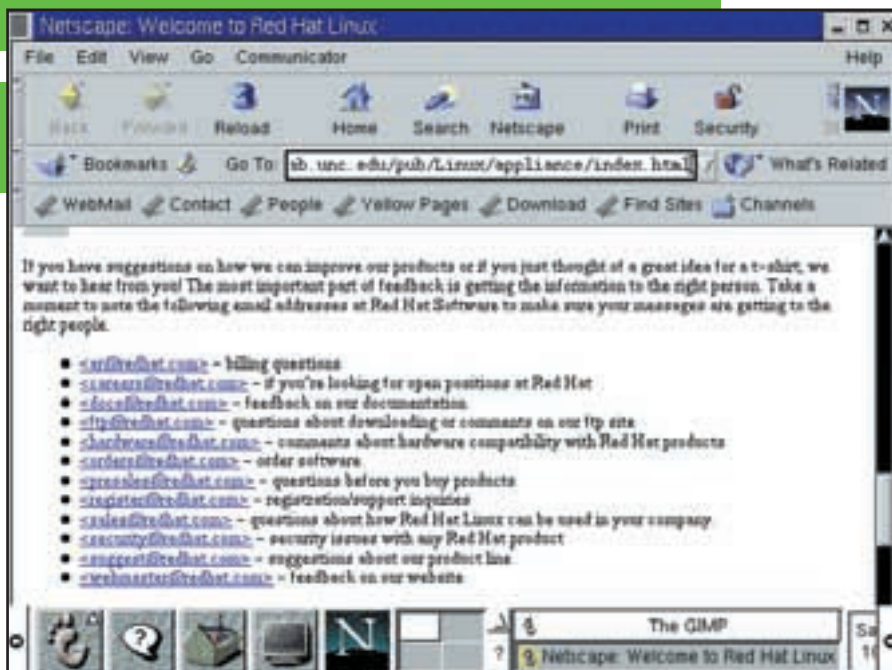 Netscape: Welcome to Red Hat Linux
File Edit View Go Communicator Help
Back Forward Reload Home Search Netscape Print Security
Bookmarks Go To: ab.unc.edu/pub/Linux/appliance/index.html What's Related
WebMail Contact People Yellow Pages Download Find Sites Channels
If you have suggestions on how we can improve our products or if you just thought of a great idea for a t-shirt, we
want to hear from you! The most important part of feedback is getting the information to the right person. Take a
moment to note the following email addresses at Red Hat Software to make sure your messages are getting to the
right people.
<ar@redhat.com> - billing questions
<careers@redhat.com> - if you're looking for open positions at Red Hat
<docs@redhat.com> - feedback on our documentation
<ftp@redhat.com> - questions about downloading or comments on our ftp site
<hardware@redhat.com> - comments about hardware compatibility with Red Hat products
<orders@redhat.com> - order software
<presales@redhat.com> - questions before you buy products
<register@redhat.com> - registration/support inquiries
<sales@redhat.com> - questions about how Red Hat Linux can be used in your company
<security@redhat.com> - security issues with any Red Hat product
<suggest@redhat.com> - suggestions about our product line
<webmaster@redhat.com> - feedback on our website
N
? The GIMP
? Netscape: Welcome to Red Hat Linux